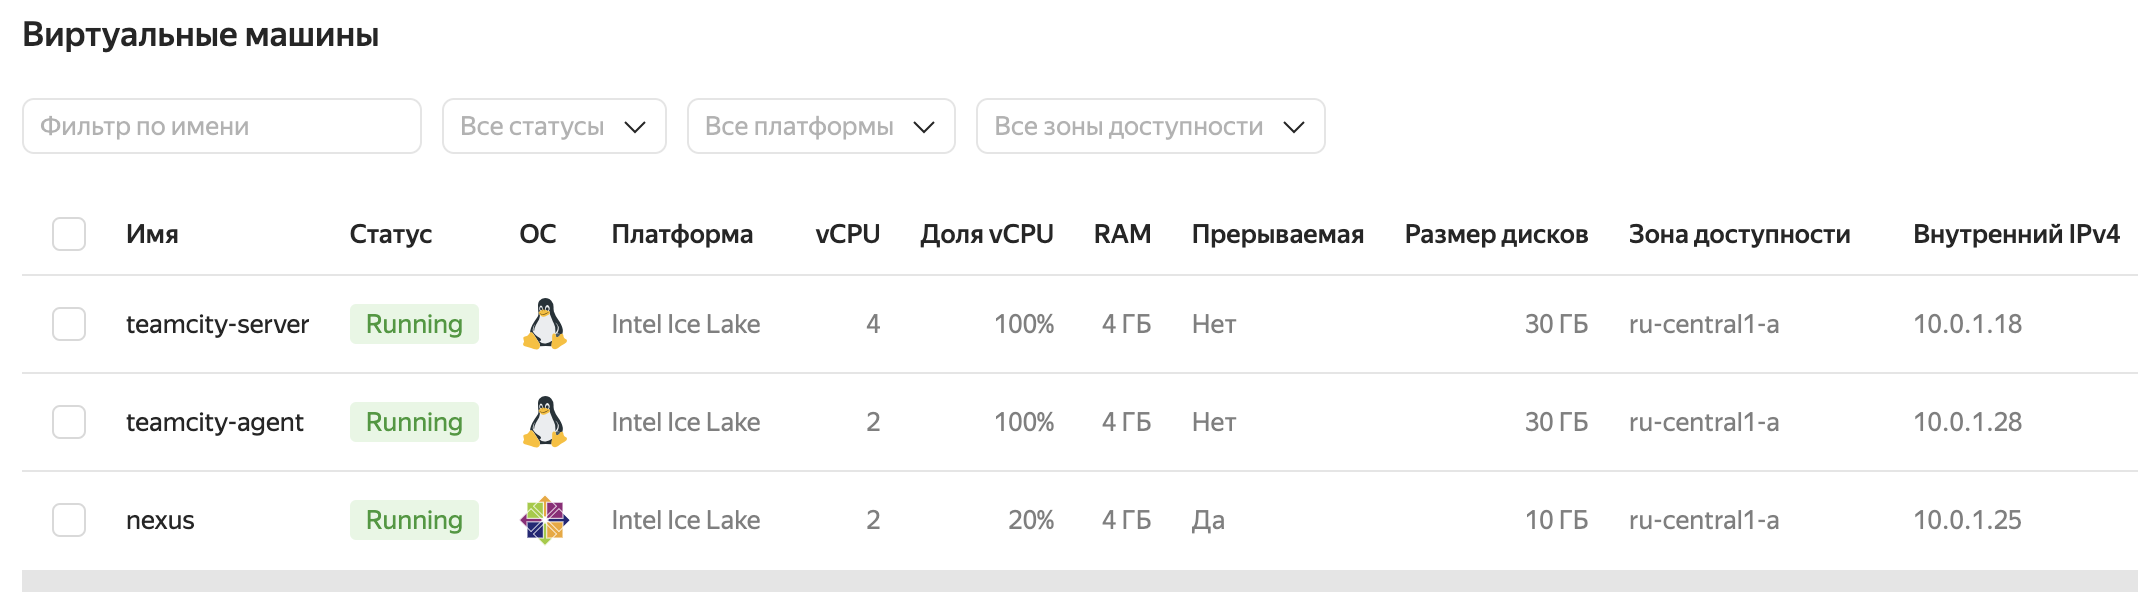 Виртуальные машины
Фильтр по имени Все статусы Все платформы Все зоны доступности
Имя Статус ОС Платформа vCPU Доля vCPU RAM Прерываемая Размер дисков Зона доступности Внутренний IPv4
teamcity-server Running Intel Ice Lake 4 100% 4 ГБ Нет 30 ГБ ru-central1-a 10.0.1.18
teamcity-agent Running Intel Ice Lake 2 100% 4 ГБ Нет 30 ГБ ru-central1-a 10.0.1.28
nexus Running Intel Ice Lake 2 20% 4 ГБ Да 10 ГБ ru-central1-a 10.0.1.25